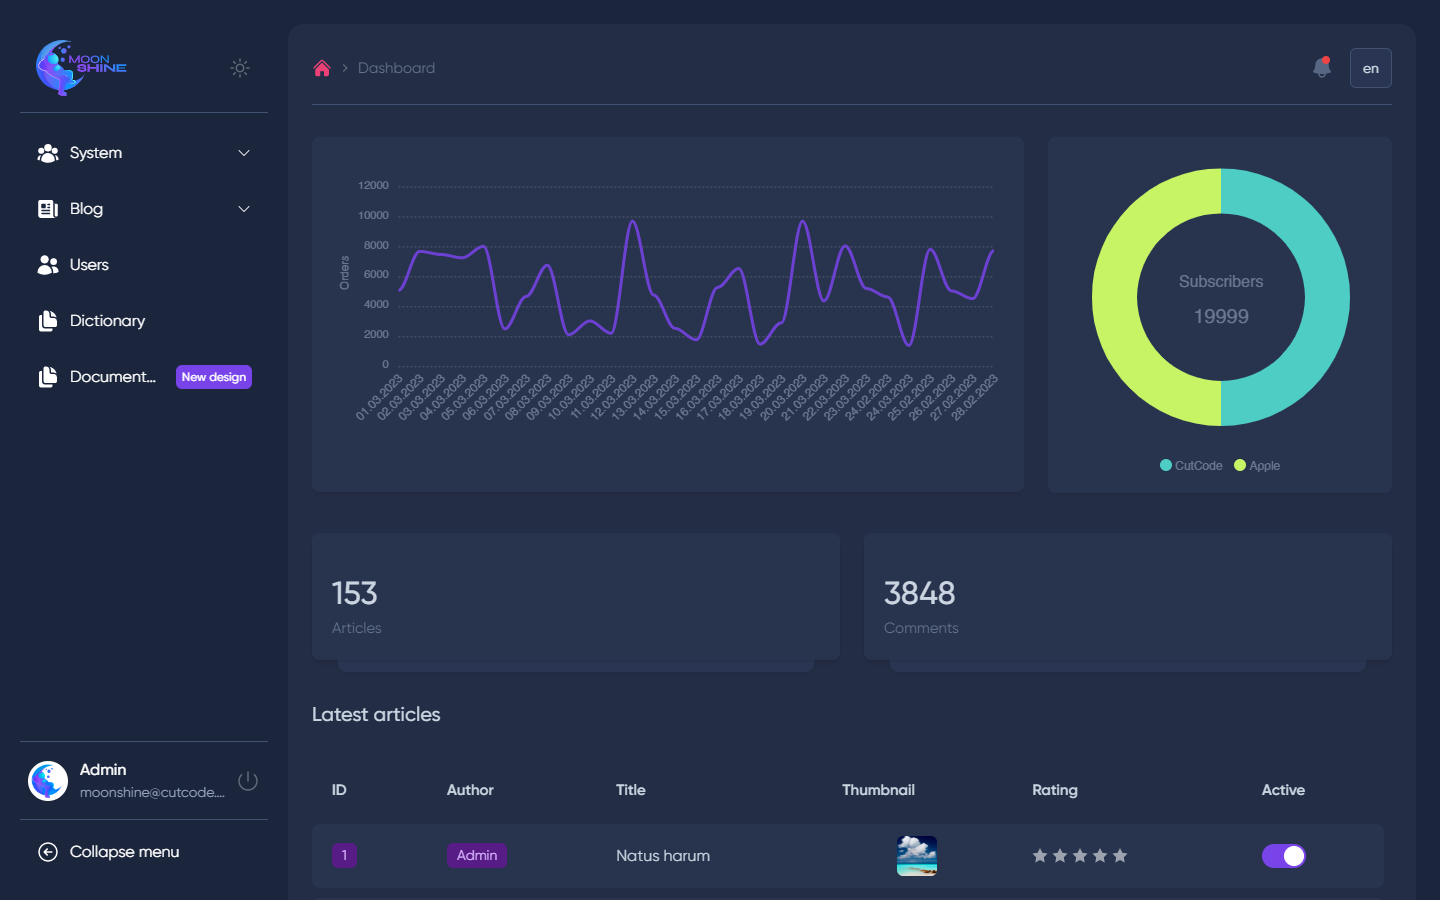 MOON
SHINE
System
Blog
Users
Dictionary
Document...
New design
Admin
moonshine@cutcode....
Collapse menu
Dashboard
en
12000
10000
8000
6000
4000
2000
0
Orders
01.03.2023
02.03.2023
03.03.2023
04.03.2023
05.03.2023
06.03.2023
07.03.2023
08.03.2023
09.03.2023
10.03.2023
11.03.2023
12.03.2023
13.03.2023
14.03.2023
15.03.2023
16.03.2023
17.03.2023
18.03.2023
19.03.2023
20.03.2023
21.03.2023
22.03.2023
23.03.2023
24.02.2023
24.03.2023
25.02.2023
26.02.2023
27.02.2023
28.02.2023
Subscribers
19999
CutCode Apple
153
Articles
3848
Comments
Latest articles
ID Author Title Thumbnail Rating Active
1 Admin Natus harum